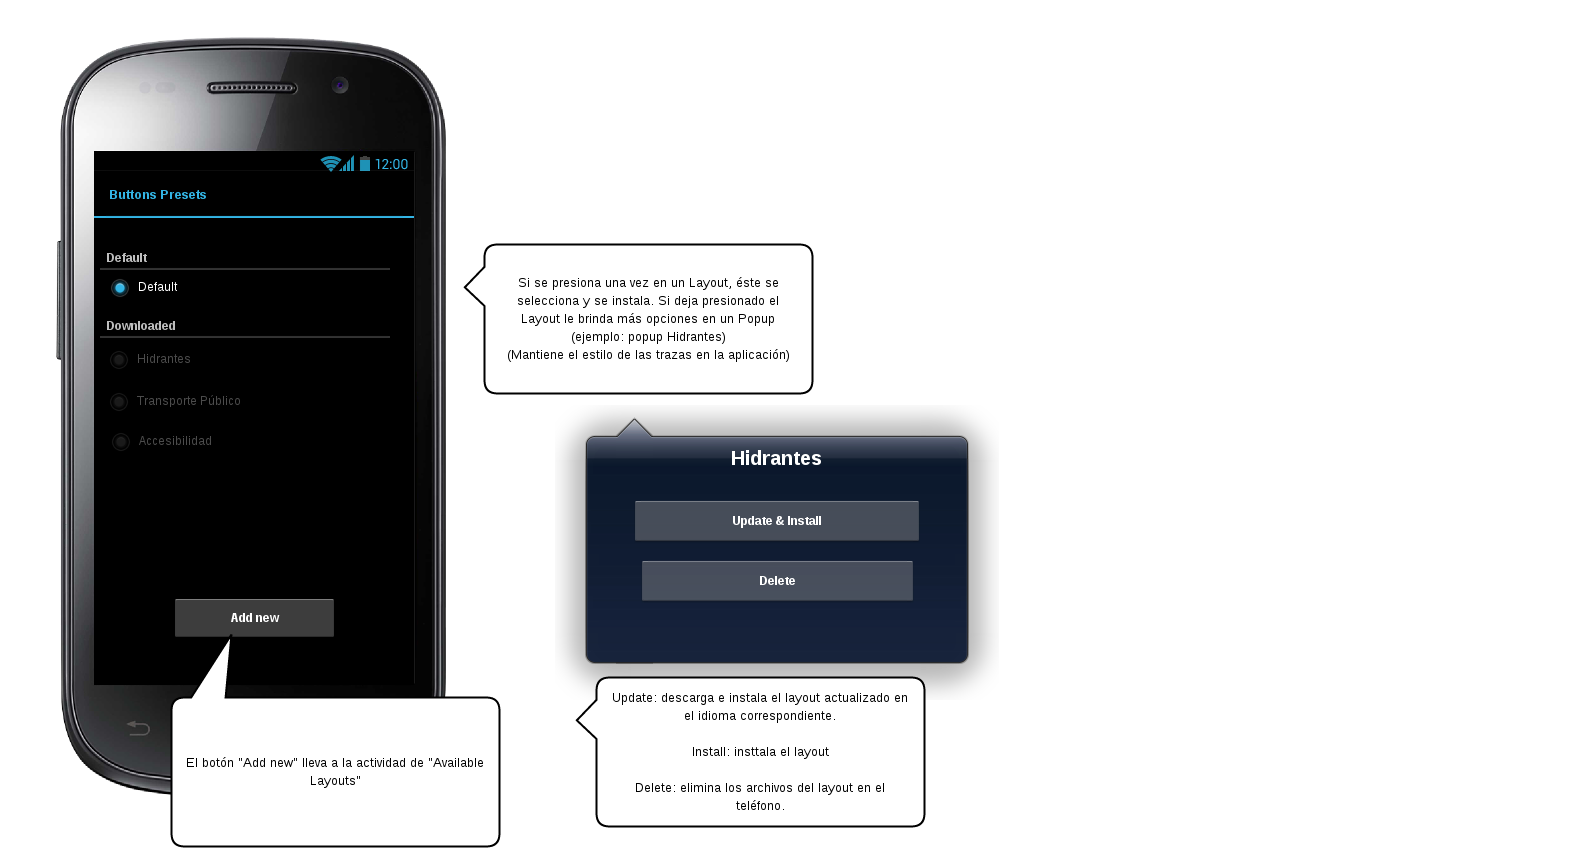 12:00
Buttons Presets
Default
Default
Downloaded
Hidrantes
Transporte Público
Accesibilidad
Add new
El botón "Add new" lleva a la actividad de "Available
Layouts"
Si se presiona una vez en un Layout, éste se
selecciona y se instala. Si deja presionado el
Layout le brinda más opciones en un Popup
(ejemplo: popup Hidrantes)
(Mantiene el estilo de las trazas en la aplicación)
Hidrantes
Update & Install
Delete
Update: descarga e instala el layout actualizado en
el idioma correspondiente.
Install: insttala el layout
Delete: elimina los archivos del layout en el
teléfono.